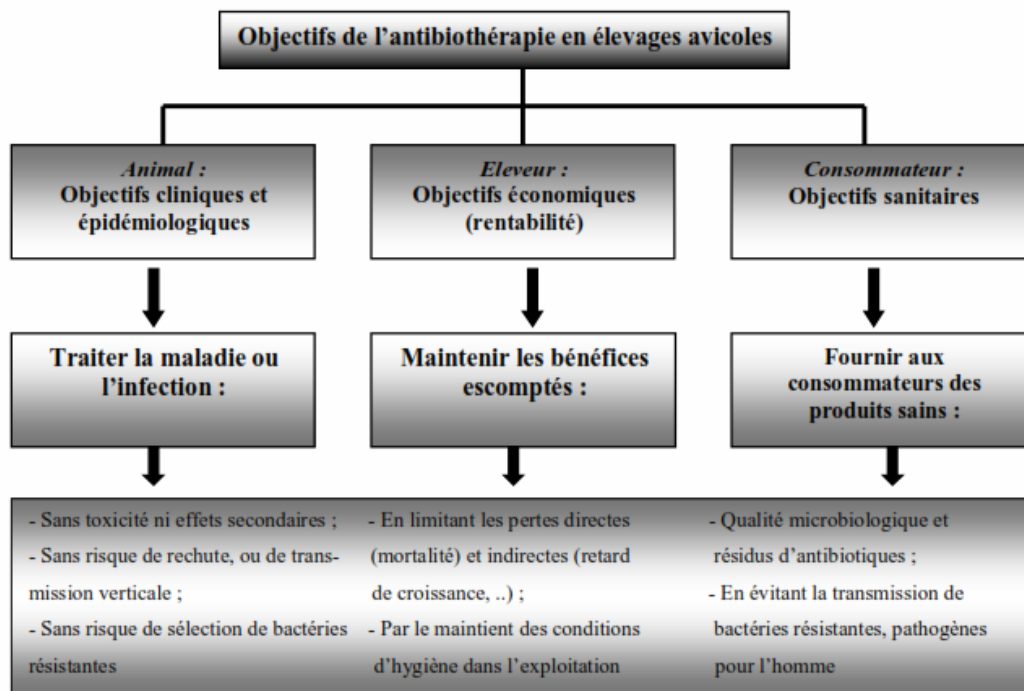 Objectifs de l'antibiothérapie en élevages avicoles
Animal :
Objectifs cliniques et
épidémiologiques
Eleveur :
Objectifs économiques
(rentabilité)
Consommateur :
Objectifs sanitaires
Traiter la maladie ou
l'infection :
Maintenir les bénéfices
escomptés :
Fournir aux
consommateurs des
produits sains :
- Sans toxicité ni effets secondaires ;
- Sans risque de rechute, ou de trans-
mission verticale ;
- Sans risque de sélection de bactéries
résistantes
- En limitant les pertes directes
(mortalité) et indirectes (retard
de croissance, ..) ;
- Par le maintient des conditions
d'hygiène dans l'exploitation
- Qualité microbiologique et
résidus d'antibiotiques ;
- En évitant la transmission de
bactéries résistantes, pathogènes
pour l'homme